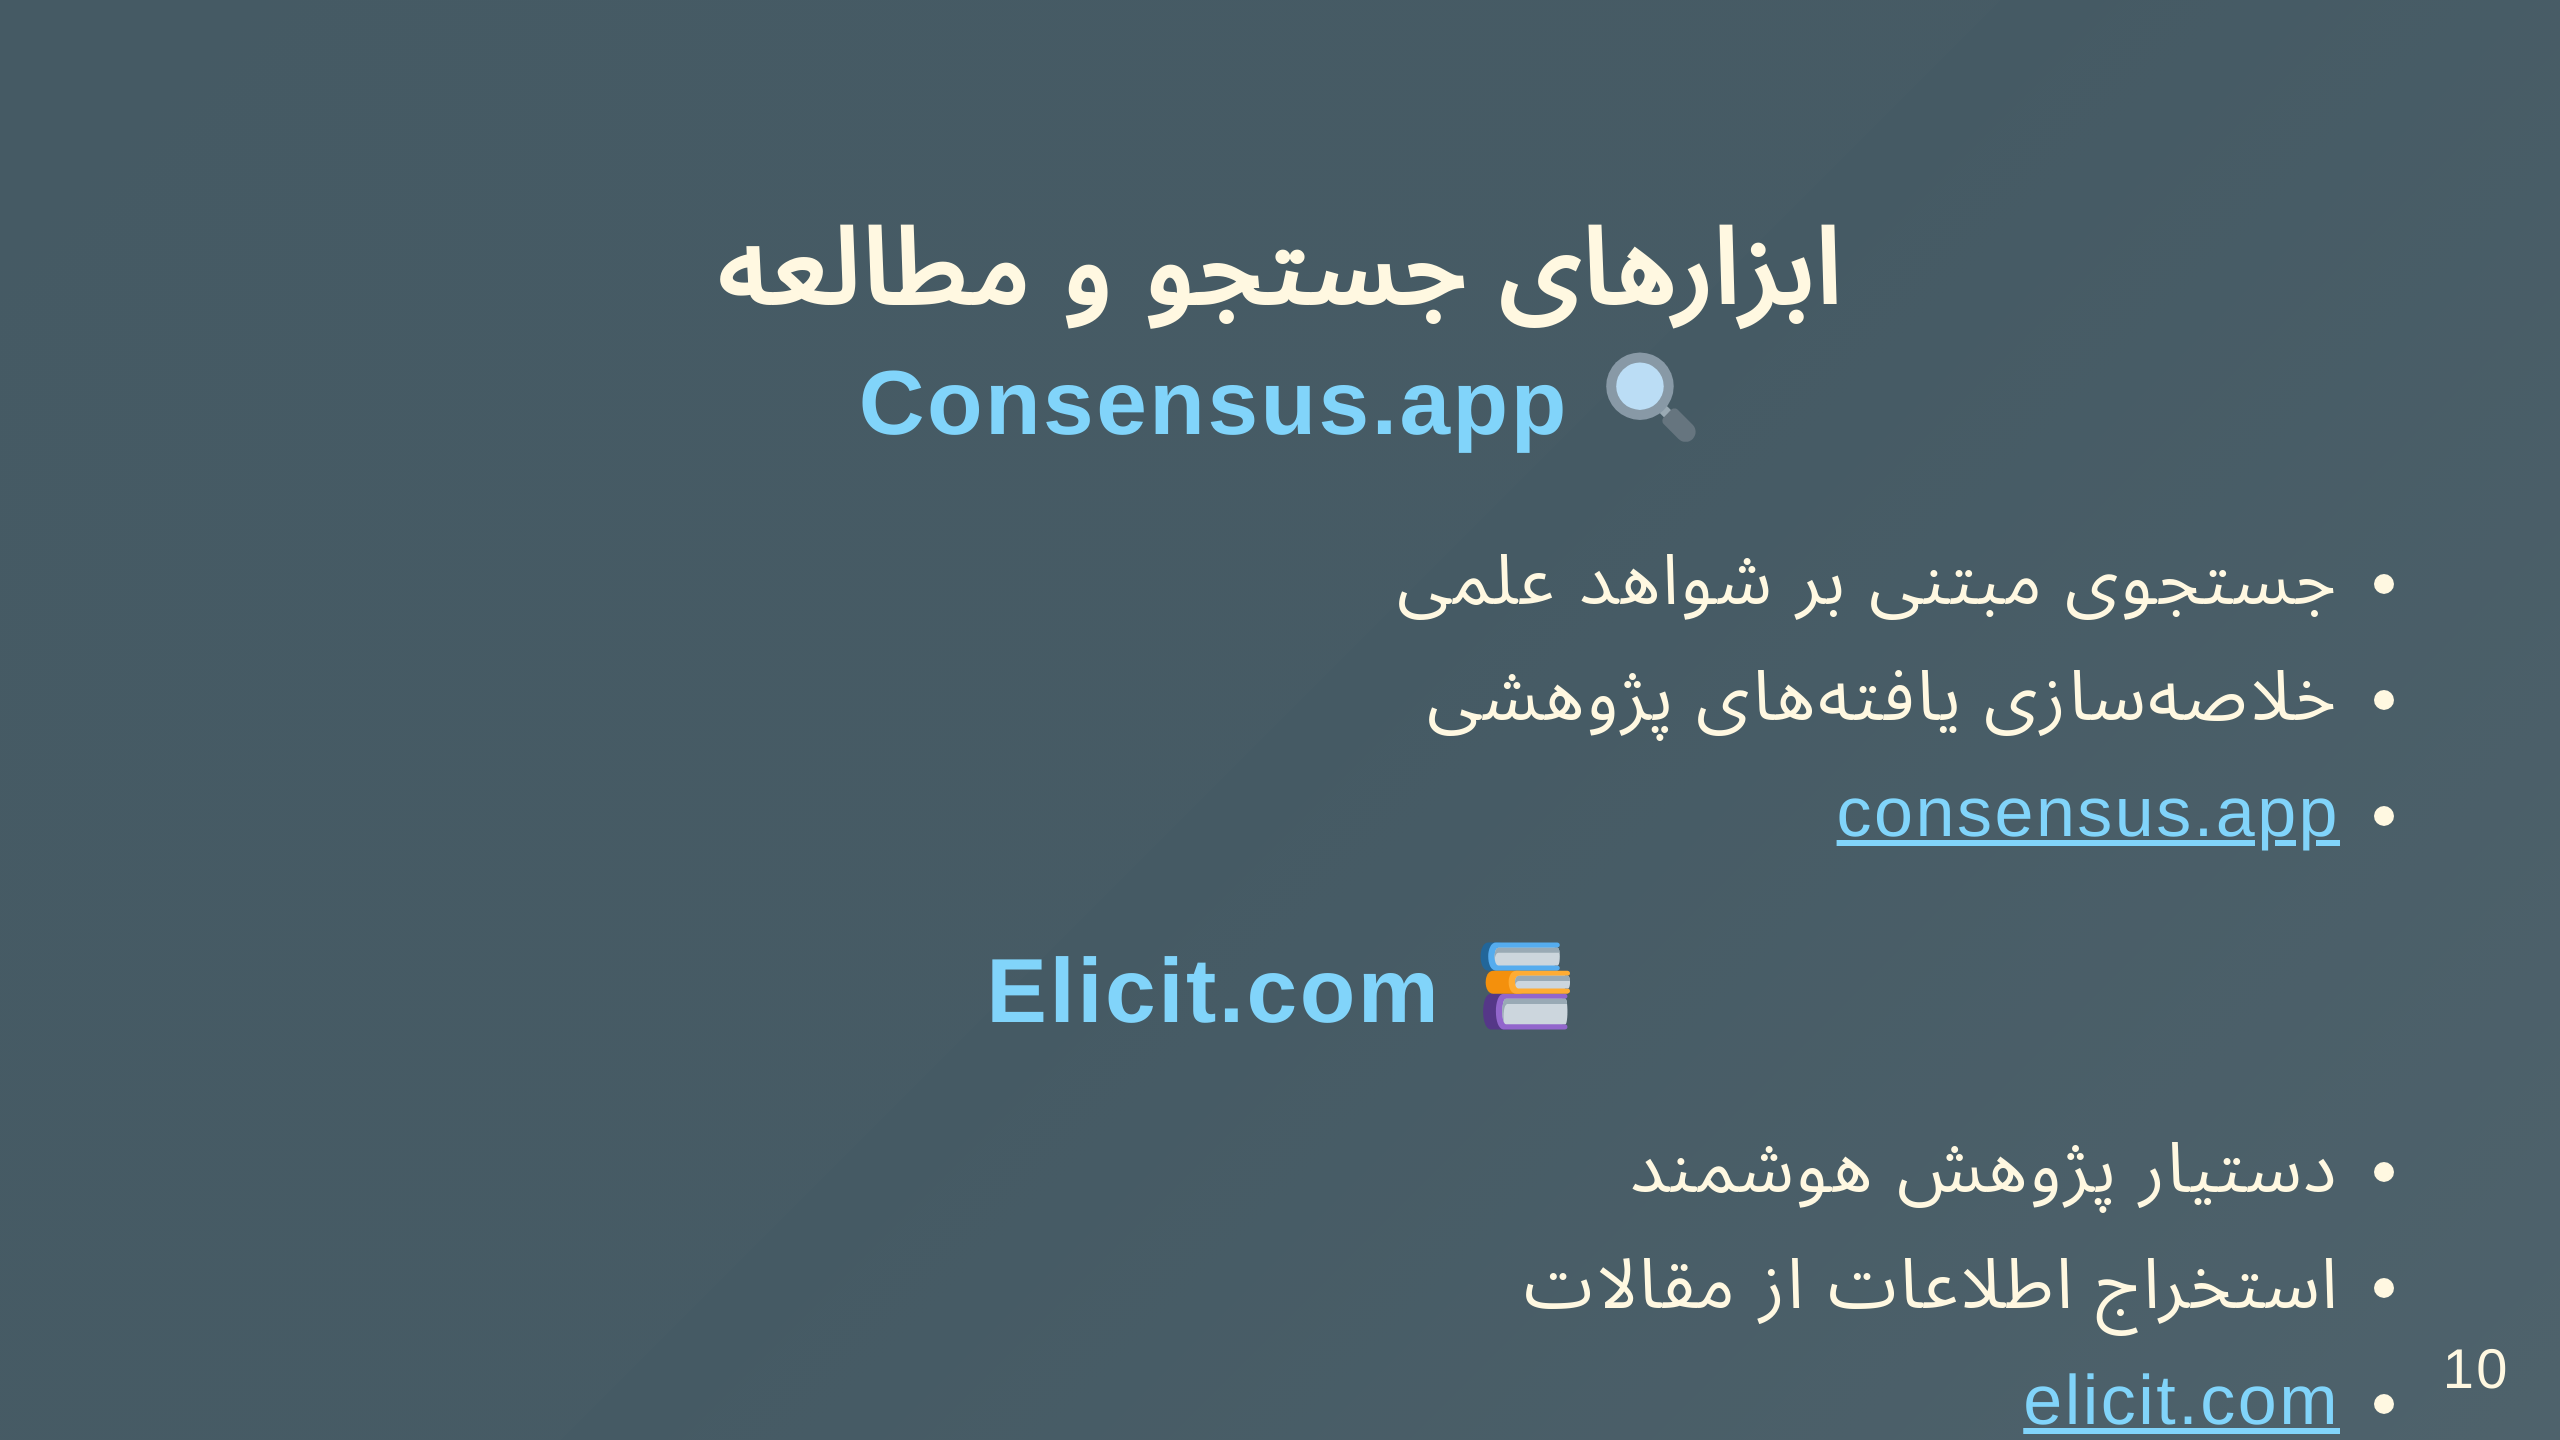 ابزارهای جستجو و مطالعه
🔍 Consensus.app
• جستجوی مبتنی بر شواهد علمی
• خلاصه‌سازی یافته‌های پژوهشی
• consensus.app
📚 Elicit.com
• دستیار پژوهش هوشمند
• استخراج اطلاعات از مقالات
• elicit.com
10